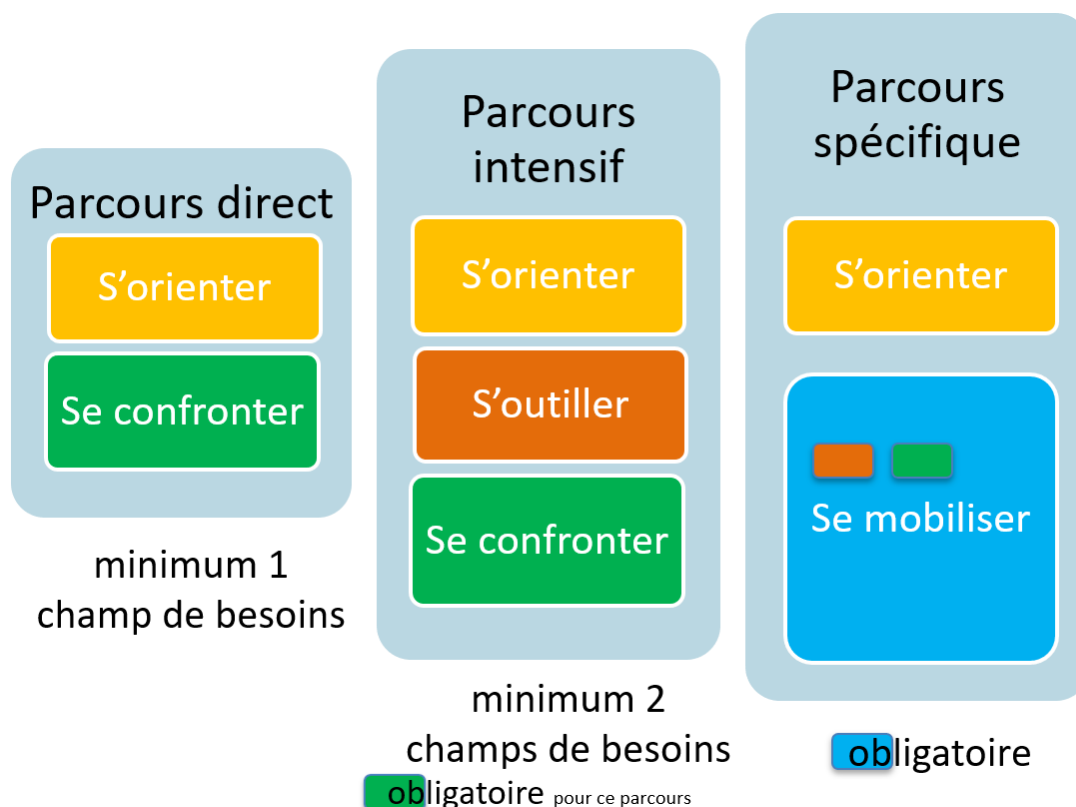 Parcours direct
S’orienter
Se confronter
minimum 1
champ de besoins
Parcours
intensif
S’orienter
S’outiller
Se confronter
minimum 2
champs de besoins
obligatoire pour ce parcours
Parcours
spécifique
S’orienter
Se mobiliser
obligatoire